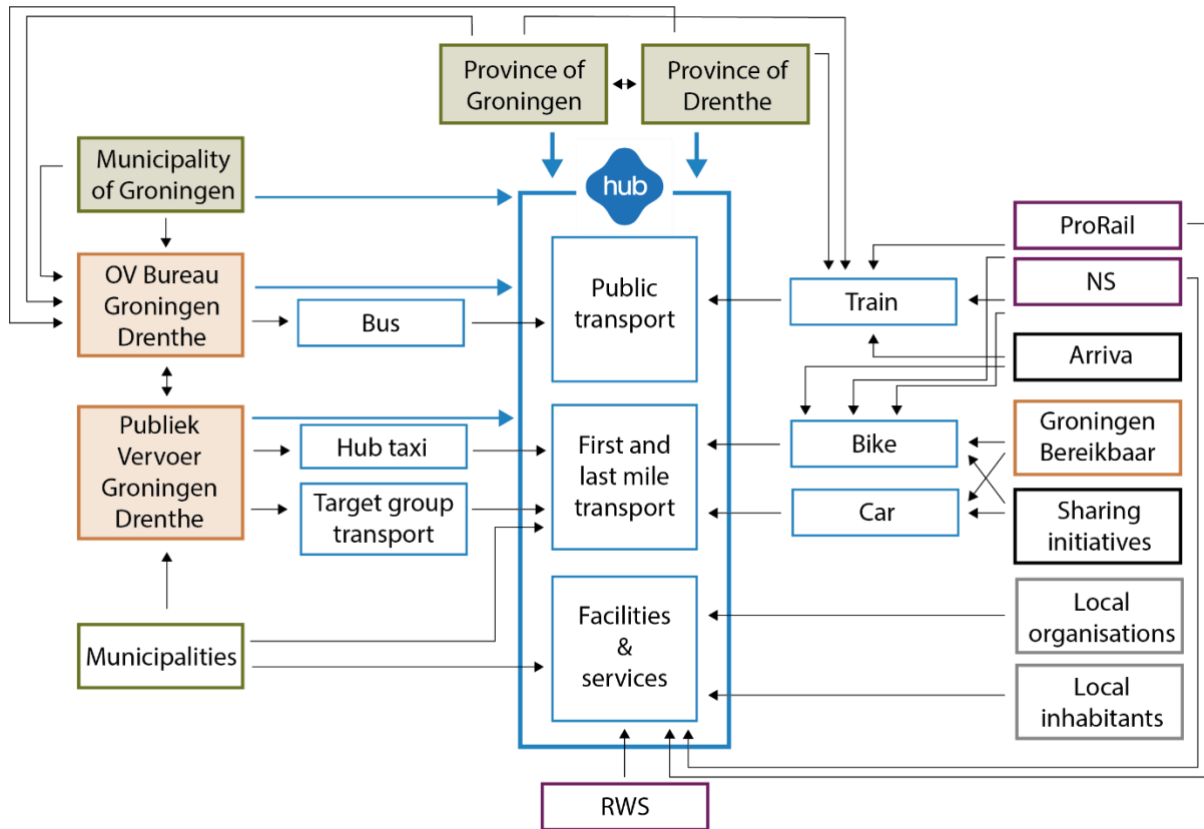 Province of
Groningen
Province of
Drenthe
Municipality
of Groningen
hub
OV Bureau
Groningen
Drenthe
Bus
Public
transport
Train
ProRail
NS
Arriva
Publiek
Vervoer
Groningen
Drenthe
Hub taxi
Target group
transport
First and
last mile
transport
Bike
Car
Groningen
Bereikbaar
Sharing
initiatives
Municipalities
Facilities
&
services
Local
organisations
Local
inhabitants
RWS